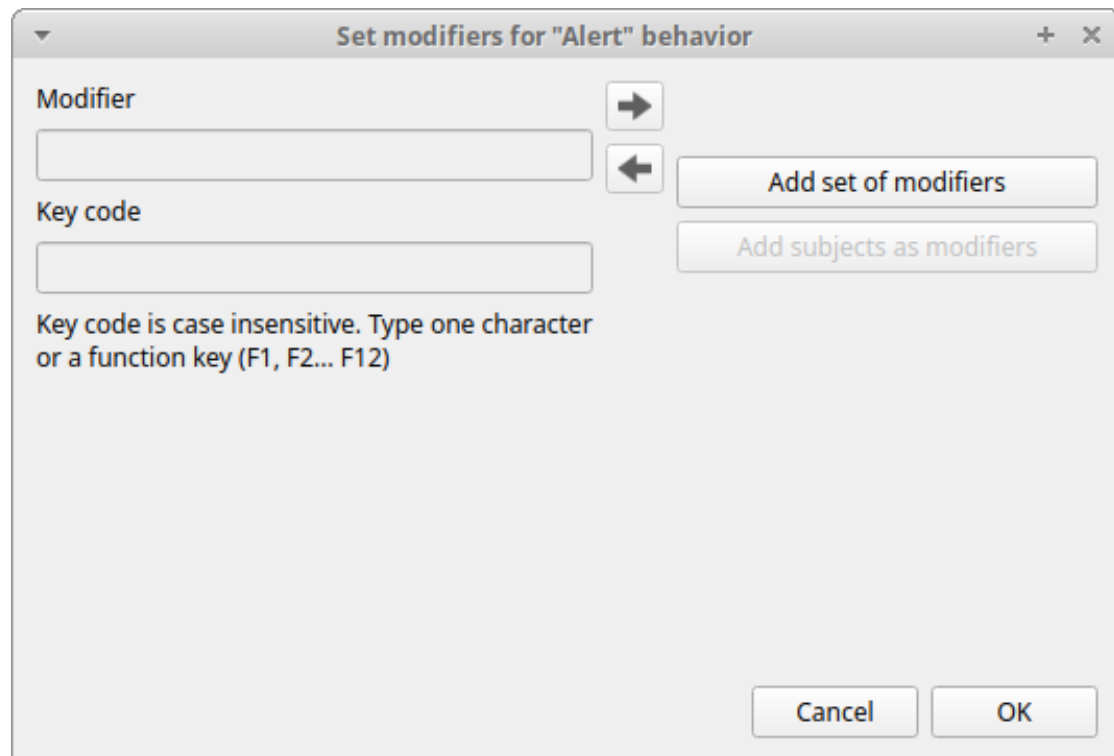 Set modifiers for "Alert" behavior
Modifier
Add set of modifiers
Key code
Add subjects as modifiers
Key code is case insensitive. Type one character
or a function key (F1, F2... F12)
Cancel
OK